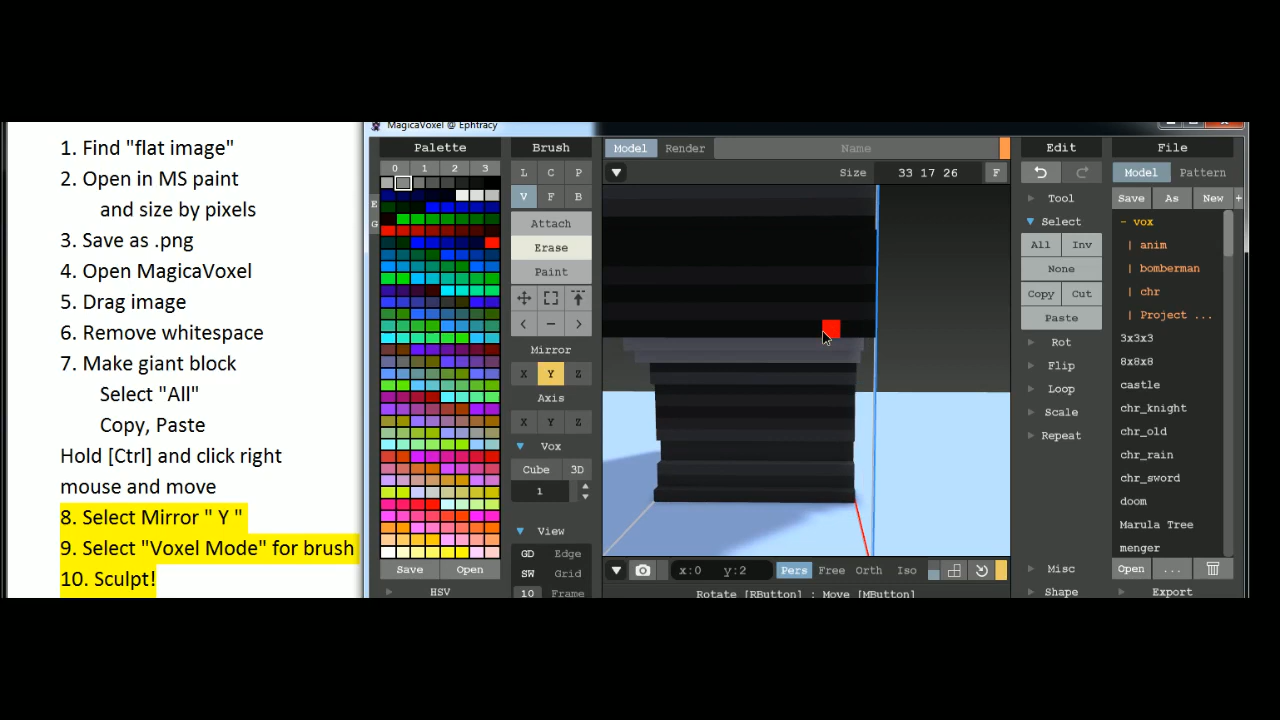 1. Find "flat image"
2. Open in MS paint
and size by pixels
3. Save as .png
4. Open MagicaVoxel
5. Drag image
6. Remove whitespace
7. Make giant block
Select "All"
Copy, Paste
Hold [Ctrl] and click right
mouse and move
8. Select Mirror " Y "
9. Select "Voxel Mode" for brush
10. Sculpt!
MagicaVoxel @ Ephtracy
Palette
0 1 2 3
E
G
Save Open
HSV
Brush
L C P
V F B
Attach
Erase
Paint
Mirror
X Y Z
Axis
X Y Z
Vox
Cube 3D
1
View
GD Edge
SW Grid
10 Frame
Model Render Name
Size 33 17 26 F
x:0 y:2 Pers Free Orth Iso
Rotate [RButton] : Move [MButton]
Edit
Tool
Select
All Inv
None
Copy Cut
Paste
Rot
Flip
Loop
Scale
Repeat
Misc
Shape
File
Model Pattern
Save As New +
- vox
| anim
| bomberman
| chr
| Project ...
3x3x3
8x8x8
castle
chr_knight
chr_old
chr_rain
chr_sword
doom
Marula Tree
menger
Open ...
Export